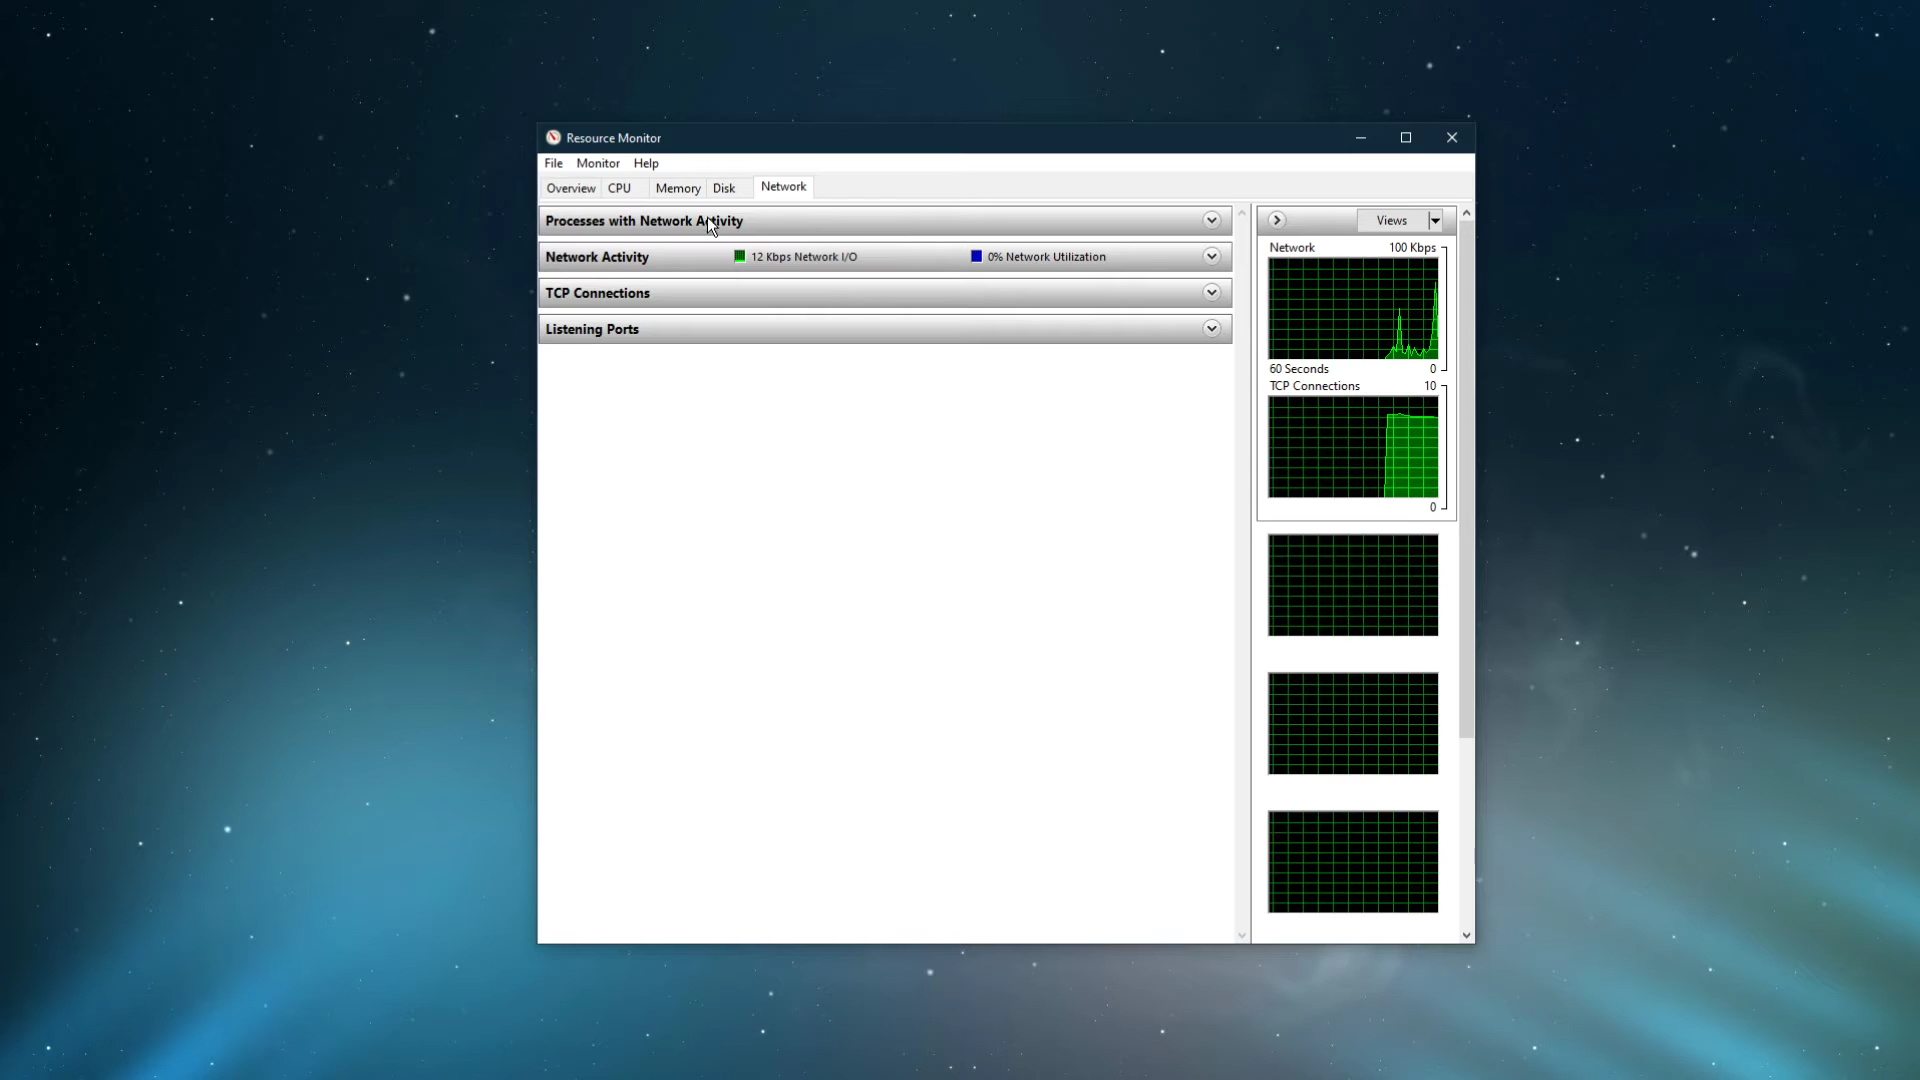 Resource Monitor
File Monitor Help
Overview CPU Memory Disk Network
Processes with Network Activity
Views
Network Activity 12 Kbps Network I/O 0% Network Utilization
Network 100 Kbps
TCP Connections
Listening Ports
60 Seconds 0
TCP Connections 10
0